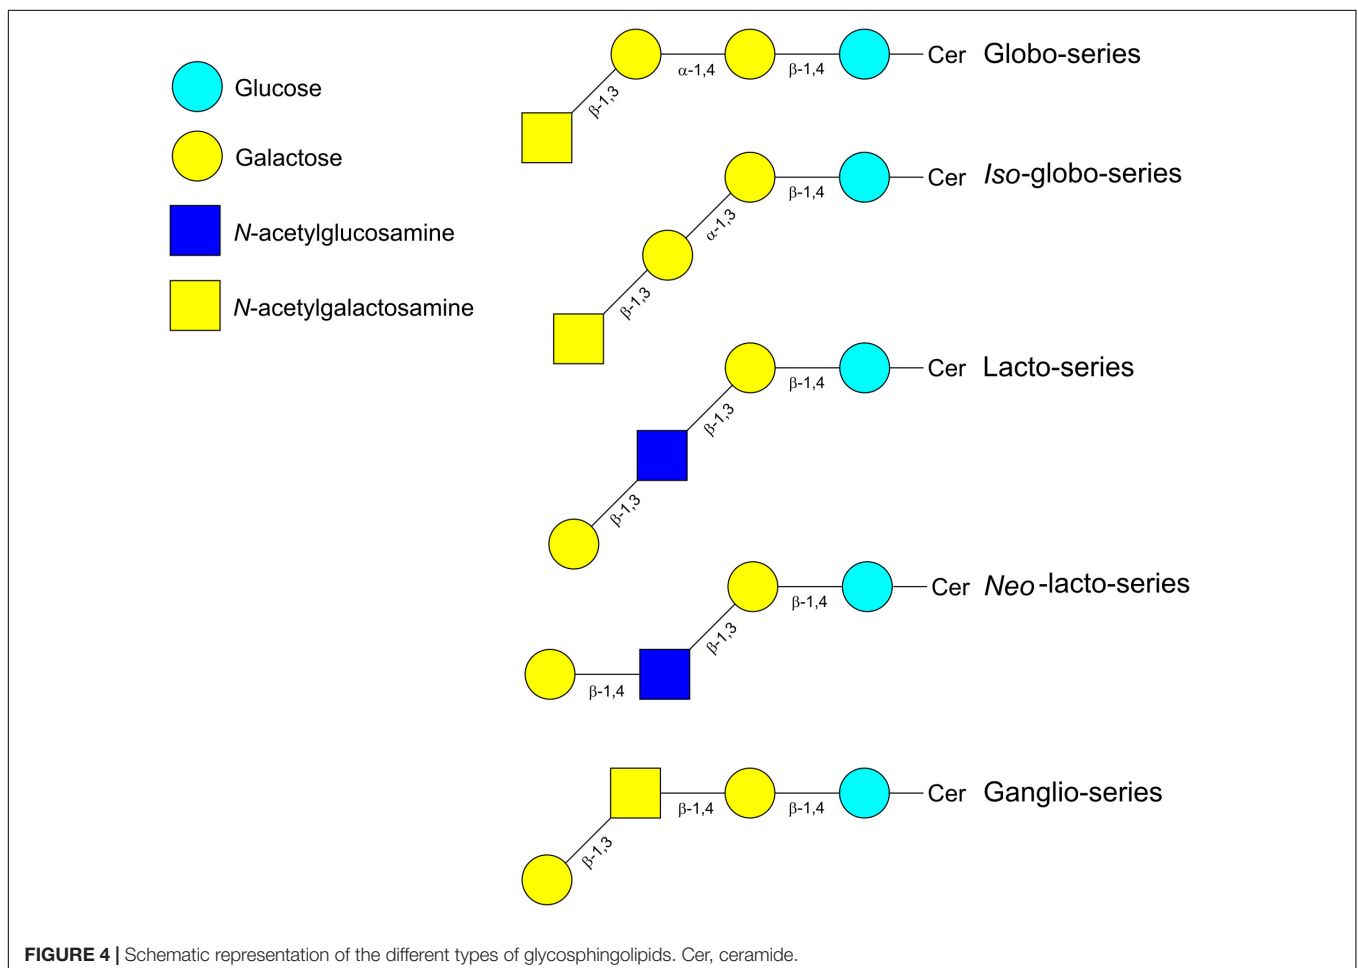 Glucose
Galactose
N-acetylglucosamine
N-acetylgalactosamine
α-1,4
β-1,4
Cer Globo-series
β-1,3
β-1,4
Cer Iso-globo-series
α-1,3
β-1,3
β-1,4
Cer Lacto-series
β-1,3
β-1,3
β-1,4
Cer Neo-lacto-series
β-1,3
β-1,4
β-1,4
β-1,4
Cer Ganglio-series
β-1,3
FIGURE 4 | Schematic representation of the different types of glycosphingolipids. Cer, ceramide.